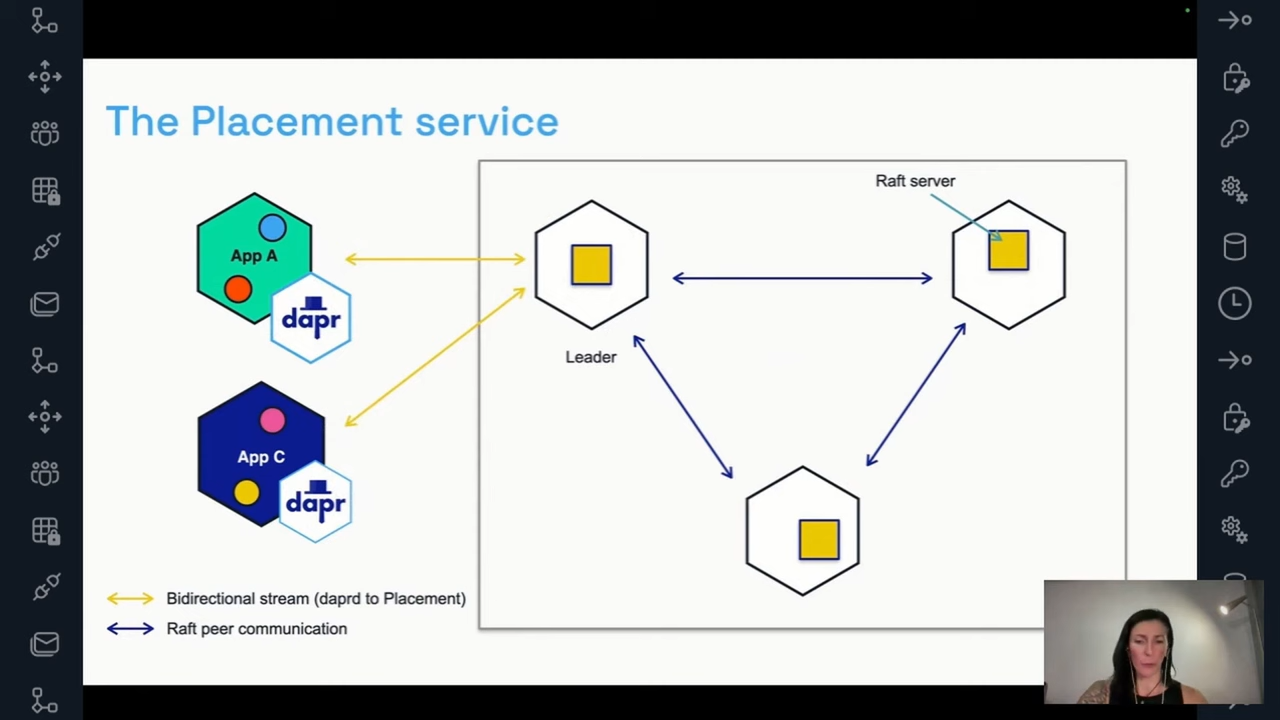 The Placement service
Raft server
App A
dapr
Leader
App C
dapr
Bidirectional stream (daprd to Placement)
Raft peer communication